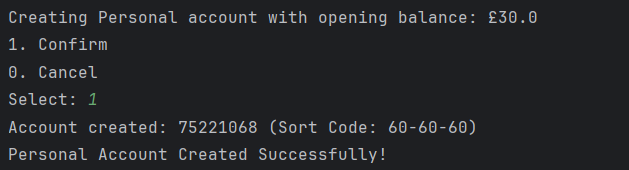 Creating Personal account with opening balance: £30.0
1. Confirm
0. Cancel
Select: 1
Account created: 75221068 (Sort Code: 60-60-60)
Personal Account Created Successfully!